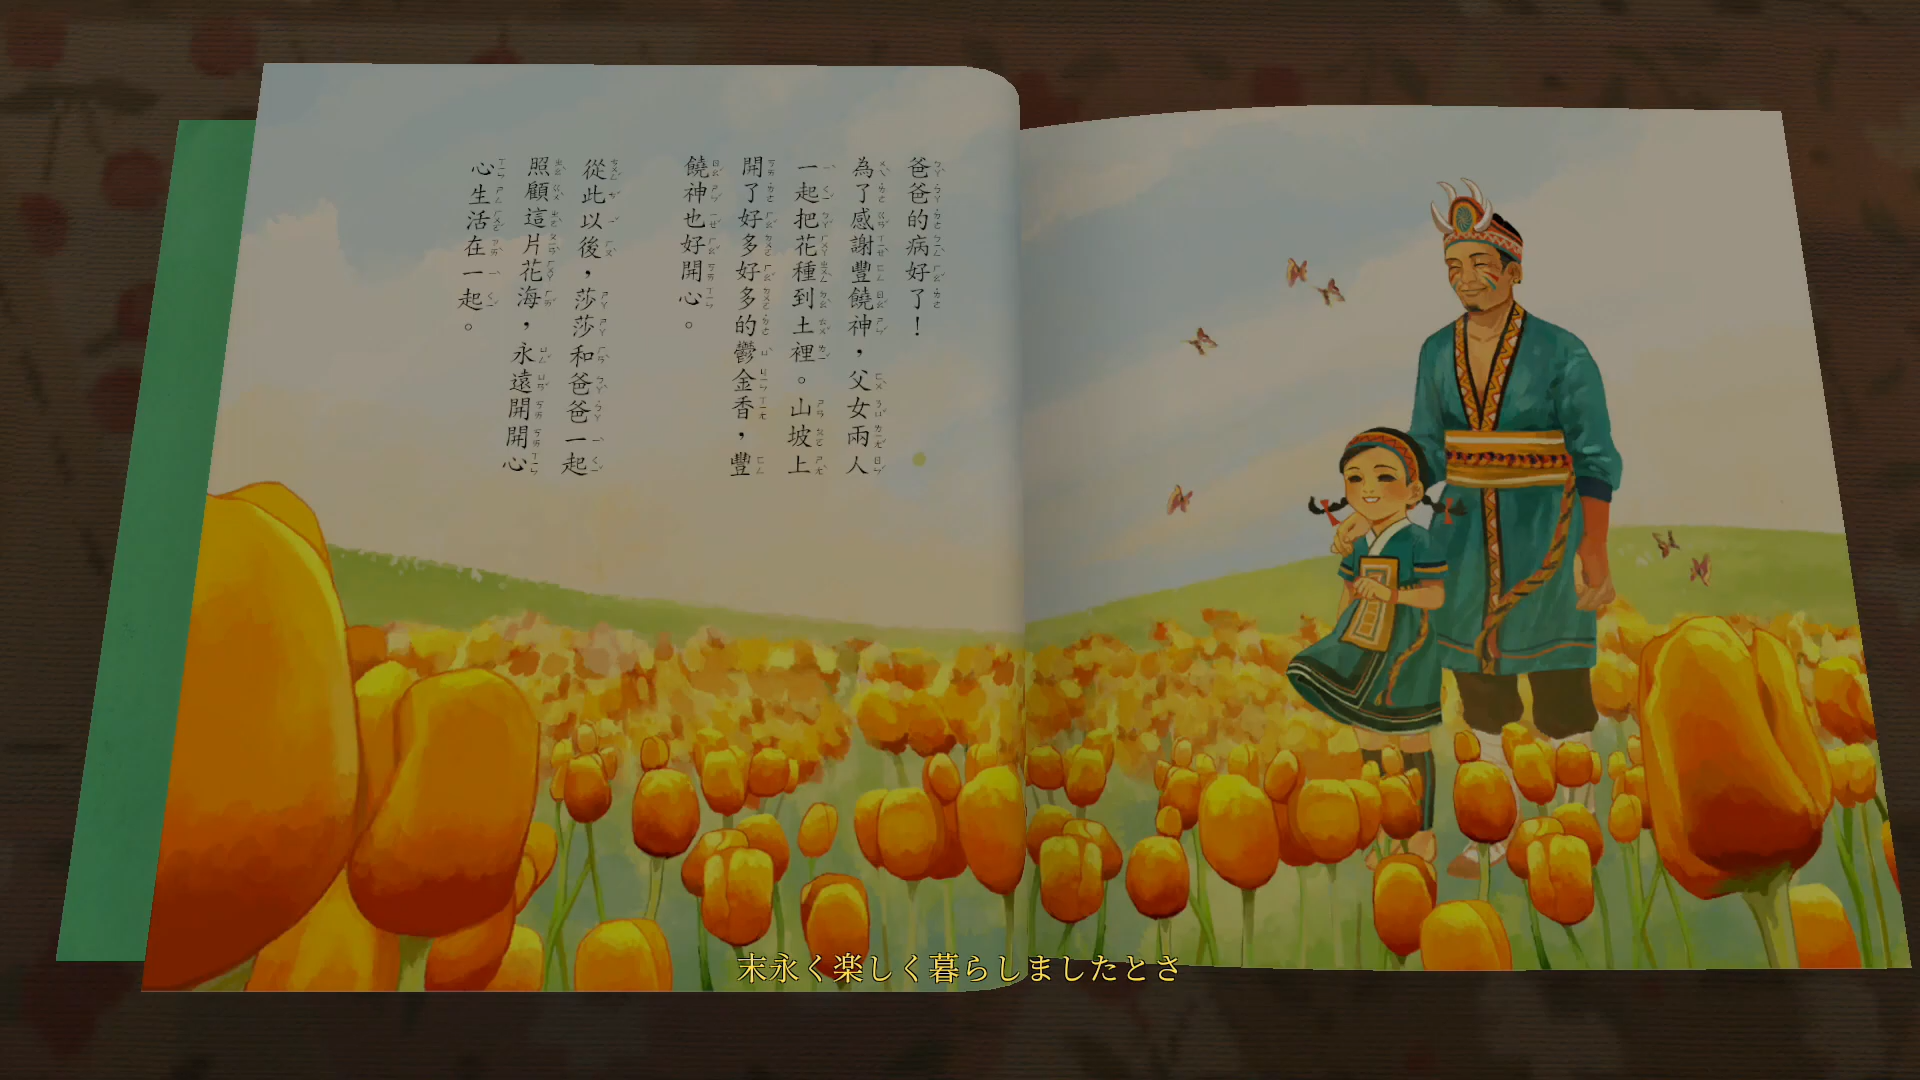 爸爸的病好了！
為了感謝豐饒神，父女兩人
一起把花種到土裡。山坡上
開了好多好多的鬱金香，豐
饒神也好開心。
從此以後，莎莎和爸爸一起
照顧這片花海，永遠開開心
心生活在一起。
末永く楽しく暮らしましたとさ